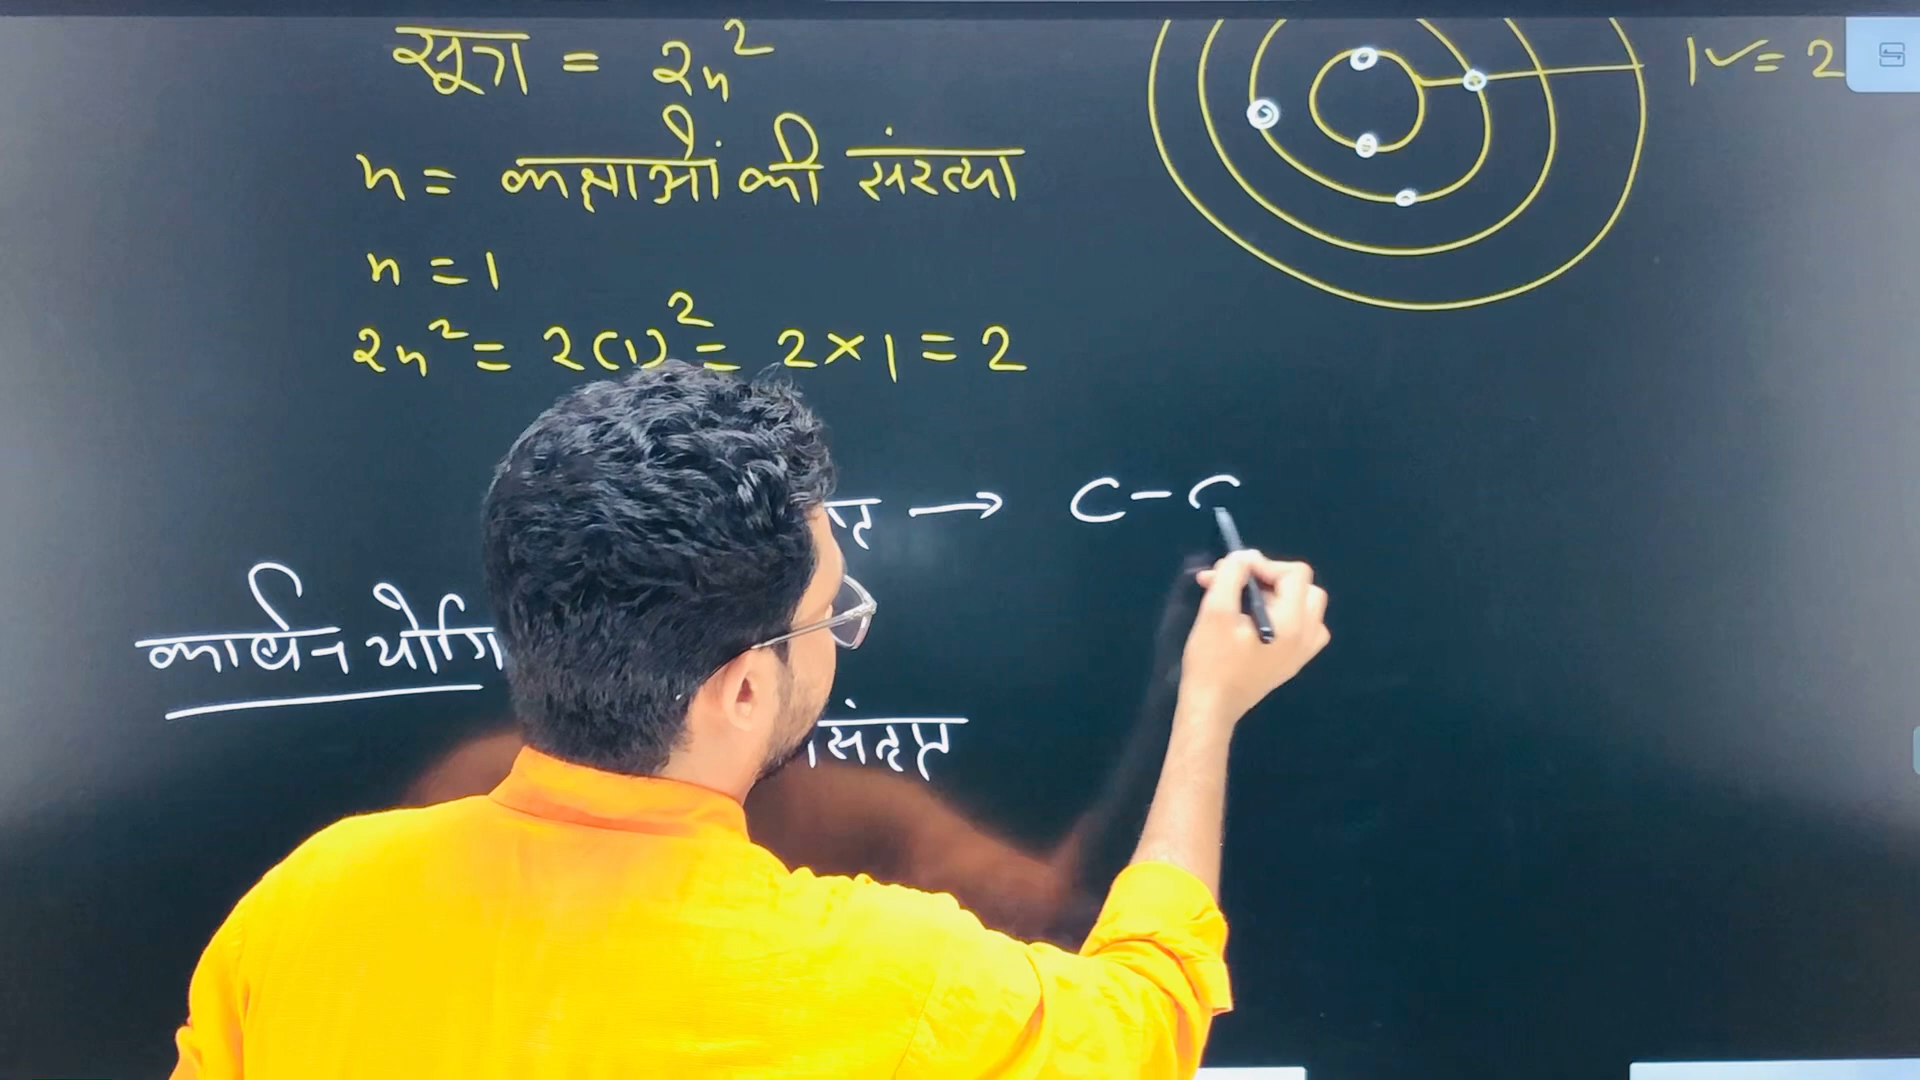 सूत्र = 2n²
1 = 2
n = कक्षाओं की संख्या
n = 1
2n² = 2(1)² = 2 × 1 = 2
→ C - C
कार्बन